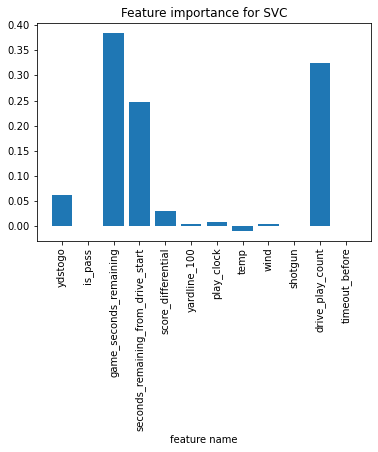 Feature importance for SVC
0.40
0.35
0.30
0.25
0.20
0.15
0.10
0.05
0.00
ydstogo
is_pass
game_seconds_remaining
seconds_remaining_from_drive_start
score_differential
yardline_100
play_clock
temp
wind
shotgun
drive_play_count
timeout_before
feature name